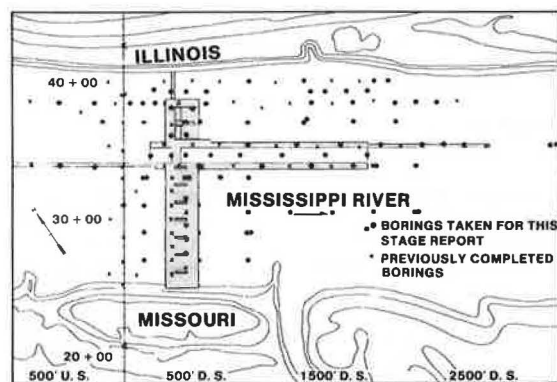 ILLINOIS
40 + 00
MISSISSIPPI RIVER
30 + 00
BORINGS TAKEN FOR THIS
STAGE REPORT
PREVIOUSLY COMPLETED
BORINGS
MISSOURI
20 + 00
500' U. S.
500' D. S.
1500' D. S.
2500' D. S.